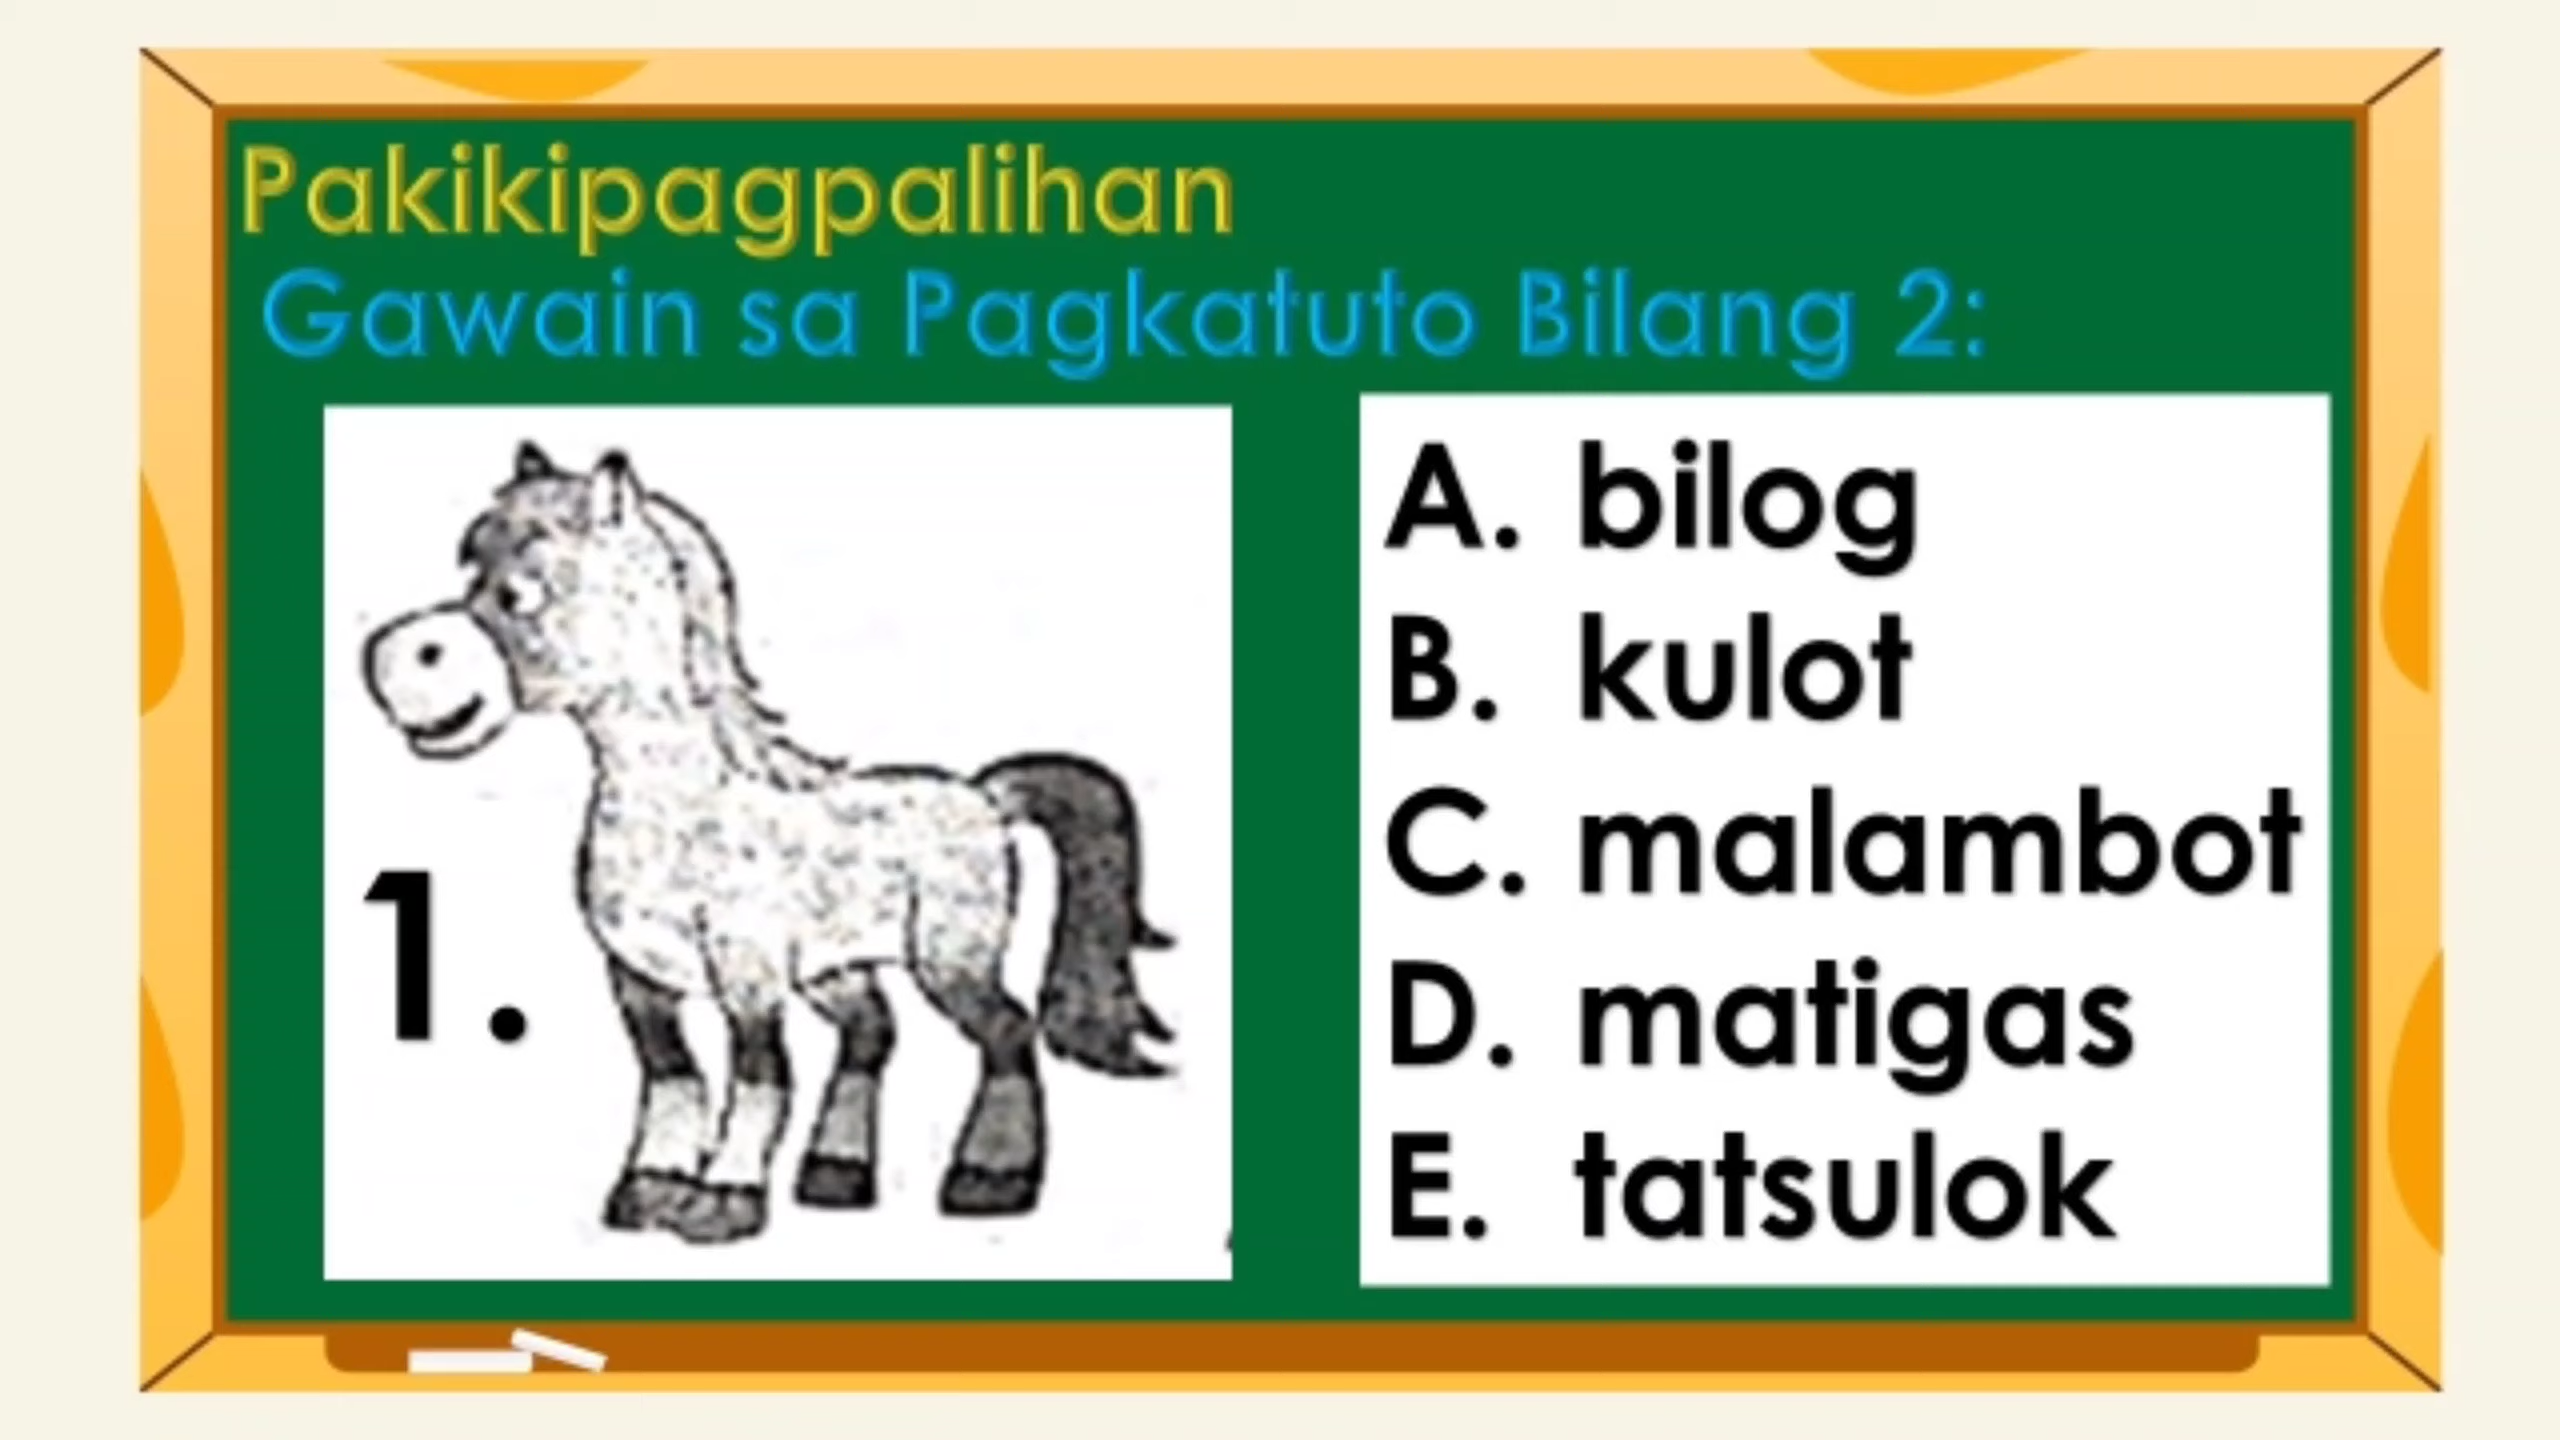 Pakikipagpalihan
Gawain sa Pagkatuto Bilang 2:
1.
A. bilog
B. kulot
C. malambot
D. matigas
E. tatsulok